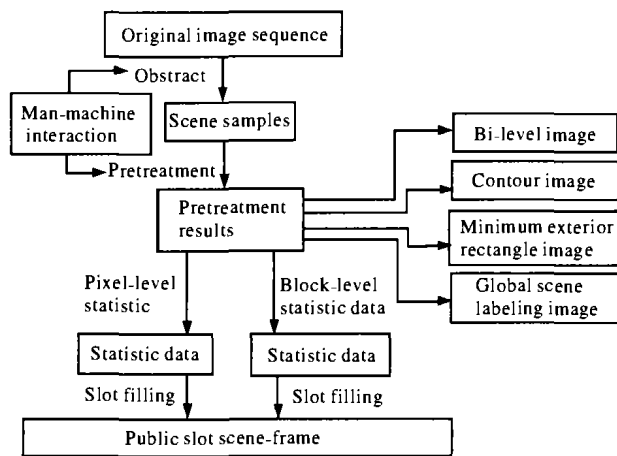 Original image sequence
Obstract
Man-machine
interaction
Scene samples
Bi-level image
Pretreatment
Contour image
Pretreatment
results
Minimum exterior
rectangle image
Pixel-level
statistic
Block-level
statistic data
Global scene
labeling image
Statistic data
Statistic data
Slot filling
Slot filling
Public slot scene-frame